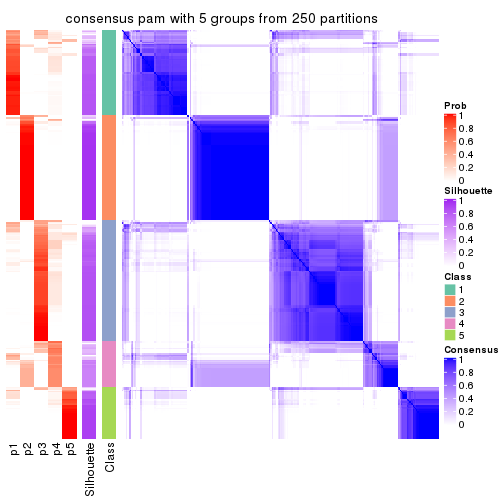 consensus pam with 5 groups from 250 partitions
Prob
1
0.8
0.6
0.4
0.2
0
Silhouette
1
0.8
0.6
0.4
0.2
0
Class
1
2
3
4
5
Consensus
1
0.8
0.6
0.4
0.2
0
p1
p2
p3
p4
p5
Silhouette
Class